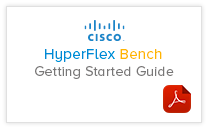 CISCO
HyperFlex Bench
Getting Started Guide